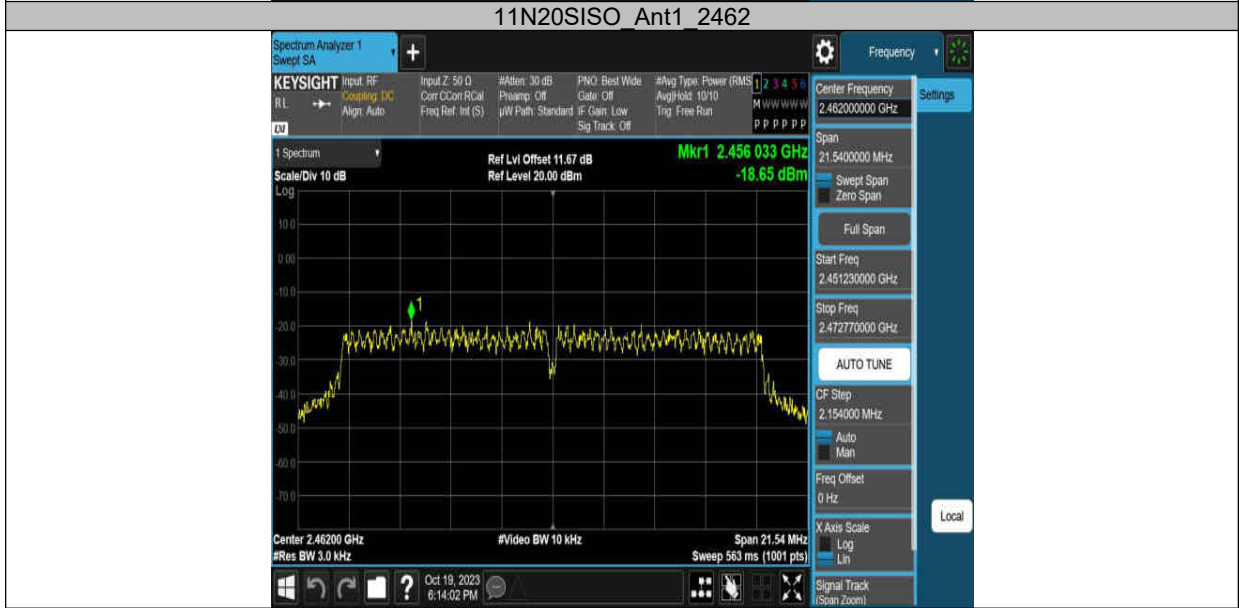 11N20SISO_Ant1_2462
Spectrum Analyzer 1
Swept SA
+
Frequency
KEYSIGHT Input: RF Input Z: 50 Ω #Atten: 30 dB PNO: Best Wide #Avg Type: Power (RMS 1 2 3 4 5 6
RL Coupling: DC Corr CCorr RCal Preamp: Off Gate: Off Avg|Hold: 10/10 M W W W W W
Align: Auto Freq Ref: Int (S) µW Path: Standard IF Gain: Low Trig: Free Run
Sig Track: Off P P P P P P
LXI
1 Spectrum
Ref Lvl Offset 11.67 dB
Mkr1 2.456 033 GHz
Scale/Div 10 dB
Ref Level 20.00 dBm
-18.65 dBm
Log
10.0
0.00
-10.0
-20.0
-30.0
-40.0
-50.0
-60.0
-70.0
1
Center 2.46200 GHz #Video BW 10 kHz Span 21.54 MHz
#Res BW 3.0 kHz Sweep 563 ms (1001 pts)
?
Oct 19, 2023
6:14:02 PM
Center Frequency
2.462000000 GHz
Settings
Span
21.5400000 MHz
Swept Span
Zero Span
Full Span
Start Freq
2.451230000 GHz
Stop Freq
2.472770000 GHz
AUTO TUNE
CF Step
2.154000 MHz
Auto
Man
Freq Offset
0 Hz
Local
X Axis Scale
Log
Lin
Signal Track
(Span Zoom)